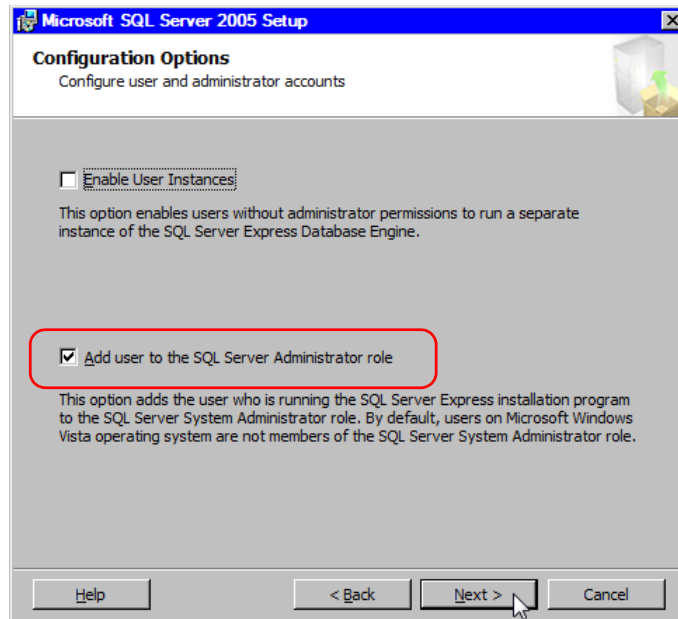 Microsoft SQL Server 2005 Setup
Configuration Options
Configure user and administrator accounts
Enable User Instances
This option enables users without administrator permissions to run a separate
instance of the SQL Server Express Database Engine.
Add user to the SQL Server Administrator role
This option adds the user who is running the SQL Server Express installation program
to the SQL Server System Administrator role. By default, users on Microsoft Windows
Vista operating system are not members of the SQL Server System Administrator role.
Help < Back Next > Cancel